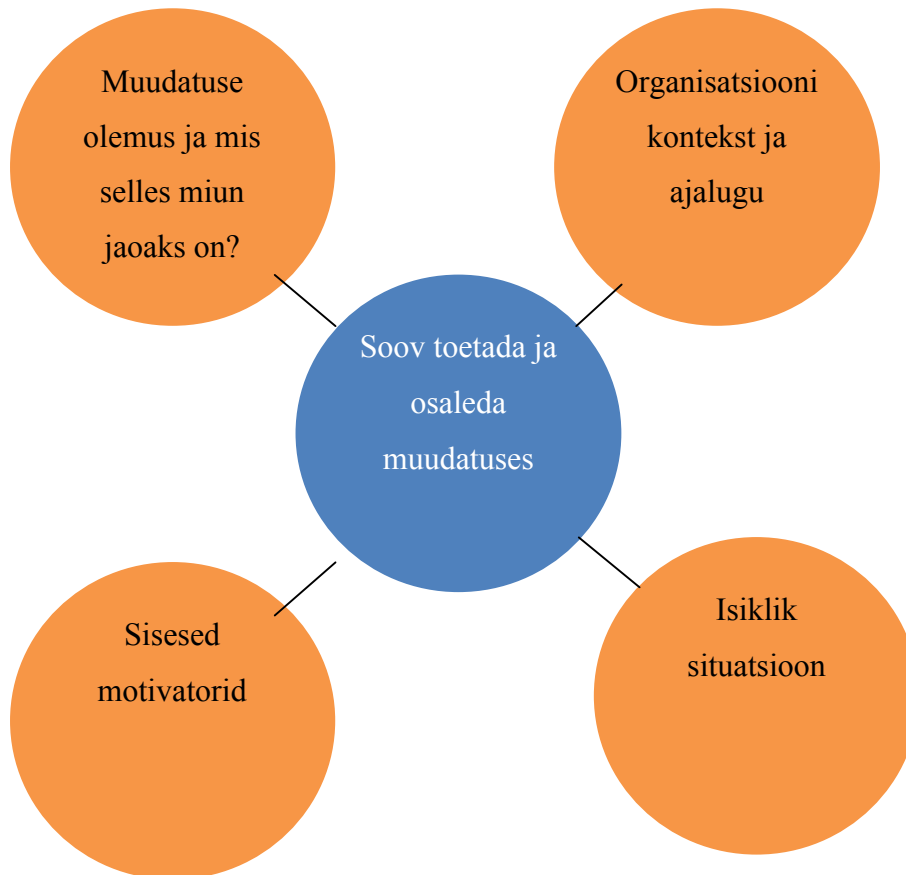 Muudatuse
olemus ja mis
selles miun
jaoaks on?
Organisatsiooni
kontekst ja
ajalugu
Soov toetada ja
osaleda
muudatuses
Sisesed
motivatorid
Isiklik
situatsioon